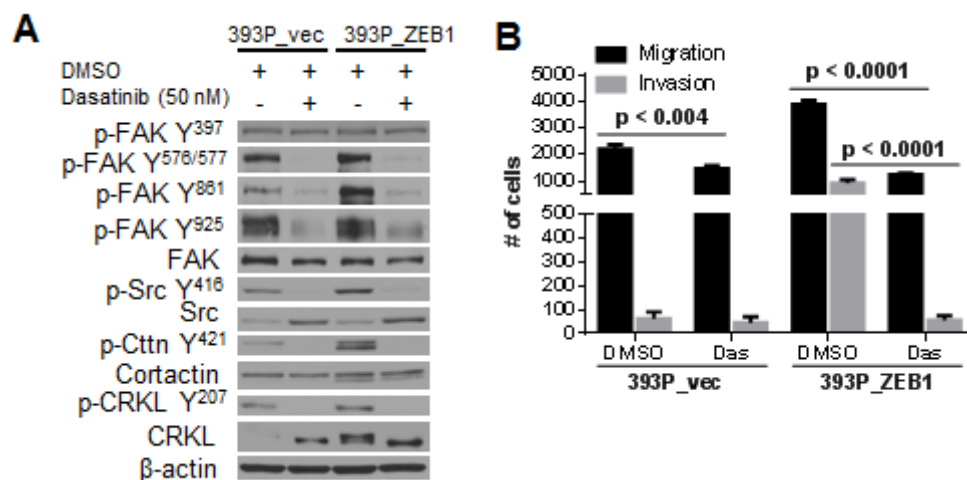 A
393P_vec 393P_ZEB1
DMSO + + + +
Dasatinib (50 nM) - + - +
p-FAK Y397
p-FAK Y576/577
p-FAK Y861
p-FAK Y925
FAK
p-Src Y416
Src
p-Cttn Y421
Cortactin
p-CRKL Y207
CRKL
β-actin
B
Migration
Invasion
p < 0.004
p < 0.0001
p < 0.0001
# of cells
5000
4000
3000
2000
1000
500
400
300
200
100
0
DMSO Das DMSO Das
393P_vec 393P_ZEB1